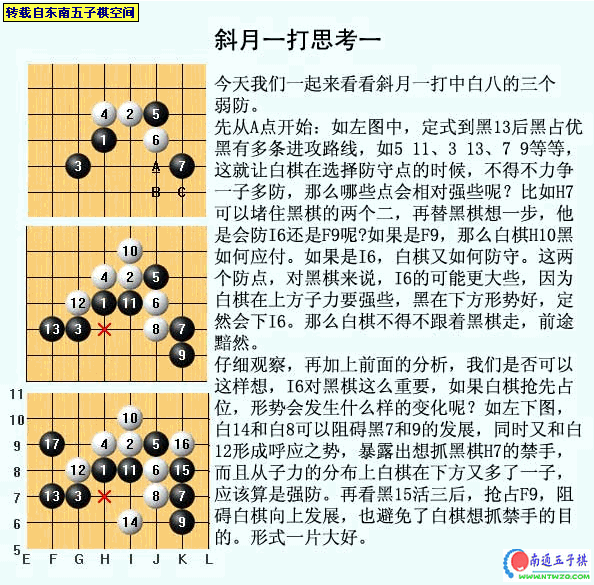 转载自东南五子棋空间
斜月一打思考一
今天我们一起来看看斜月一打中白八的三个
弱防。
先从A点开始：如左图中，定式到黑13后黑占优
黑有多条进攻路线，如5 11、3 13、7 9等等，
这就让白棋在选择防守点的时候，不得不力争
一子多防，那么哪些点会相对强些呢？比如H7
可以堵住黑棋的两个二，再替黑棋想一步，他
是会防I6还是F9呢?如果是F9，那么白棋H10黑
如何应付。如果是I6，白棋又如何防守。这两
个防点，对黑棋来说，I6的可能更大些，因为
白棋在上方子力要强些，黑在下方形势好，定
然会下I6。那么白棋不得不跟着黑棋走，前途
黯然。
仔细观察，再加上前面的分析，我们是否可以
这样想，I6对黑棋这么重要，如果白棋抢先占
位，形势会发生什么样的变化呢？如左下图，
白14和白8可以阻碍黑7和9的发展，同时又和白
12形成呼应之势，暴露出想抓黑棋H7的禁手，
而且从子力的分布上白棋在下方又多了一子，
应该算是强防。再看黑15活三后，抢占F9，阻
碍白棋向上发展，也避免了白棋想抓禁手的目
的。形式一片大好。
4 2 5
1 6
3 A 7
B C
10
4 2 5
12 1 11 6
13 3 8 7
9
11
10 10
9 17 4 2 5 16
8 12 1 11 6 15
7 13 3 8 7
6 14 9
5
E F G H I J K L
南通五子棋
WWW.NTWZQ.COM